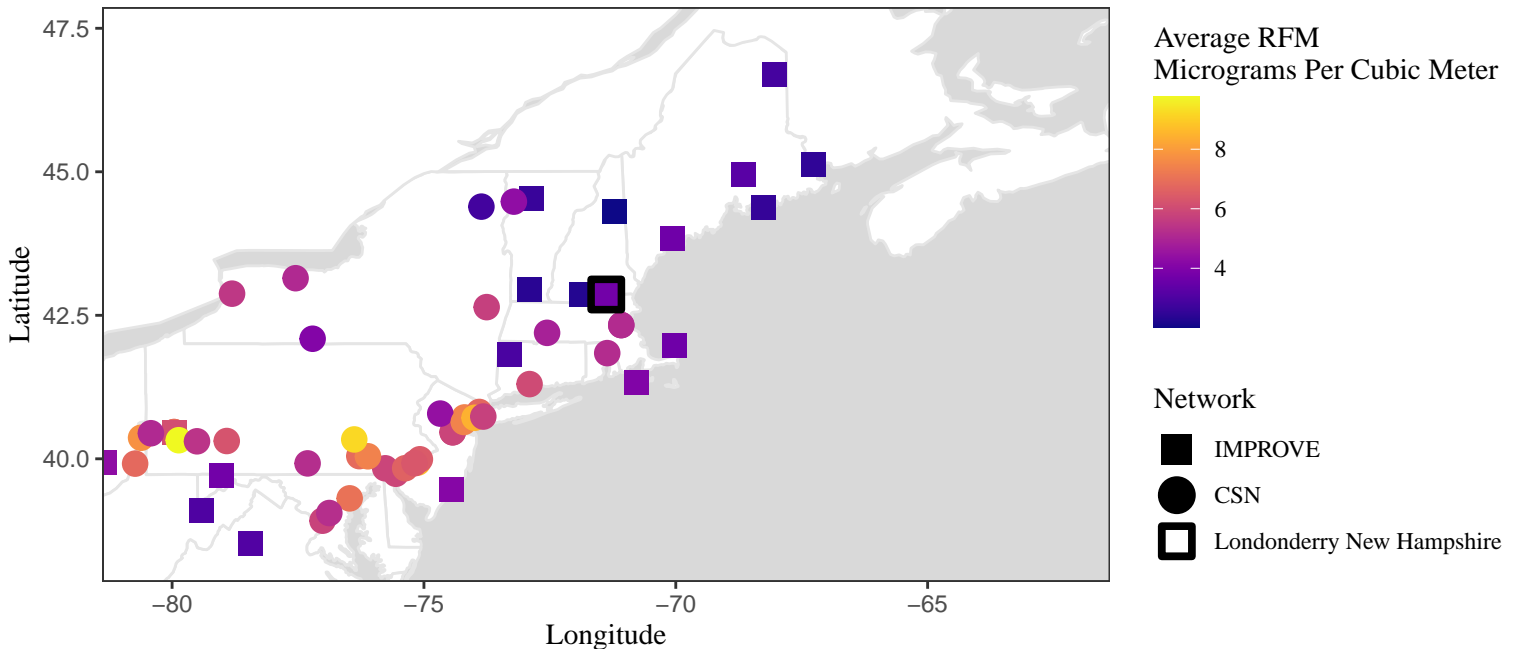 47.5
45.0
42.5
40.0
Latitude
−80
−75
−70
−65
Longitude
Average RFM
Micrograms Per Cubic Meter
8
6
4
Network
IMPROVE
CSN
Londonderry New Hampshire